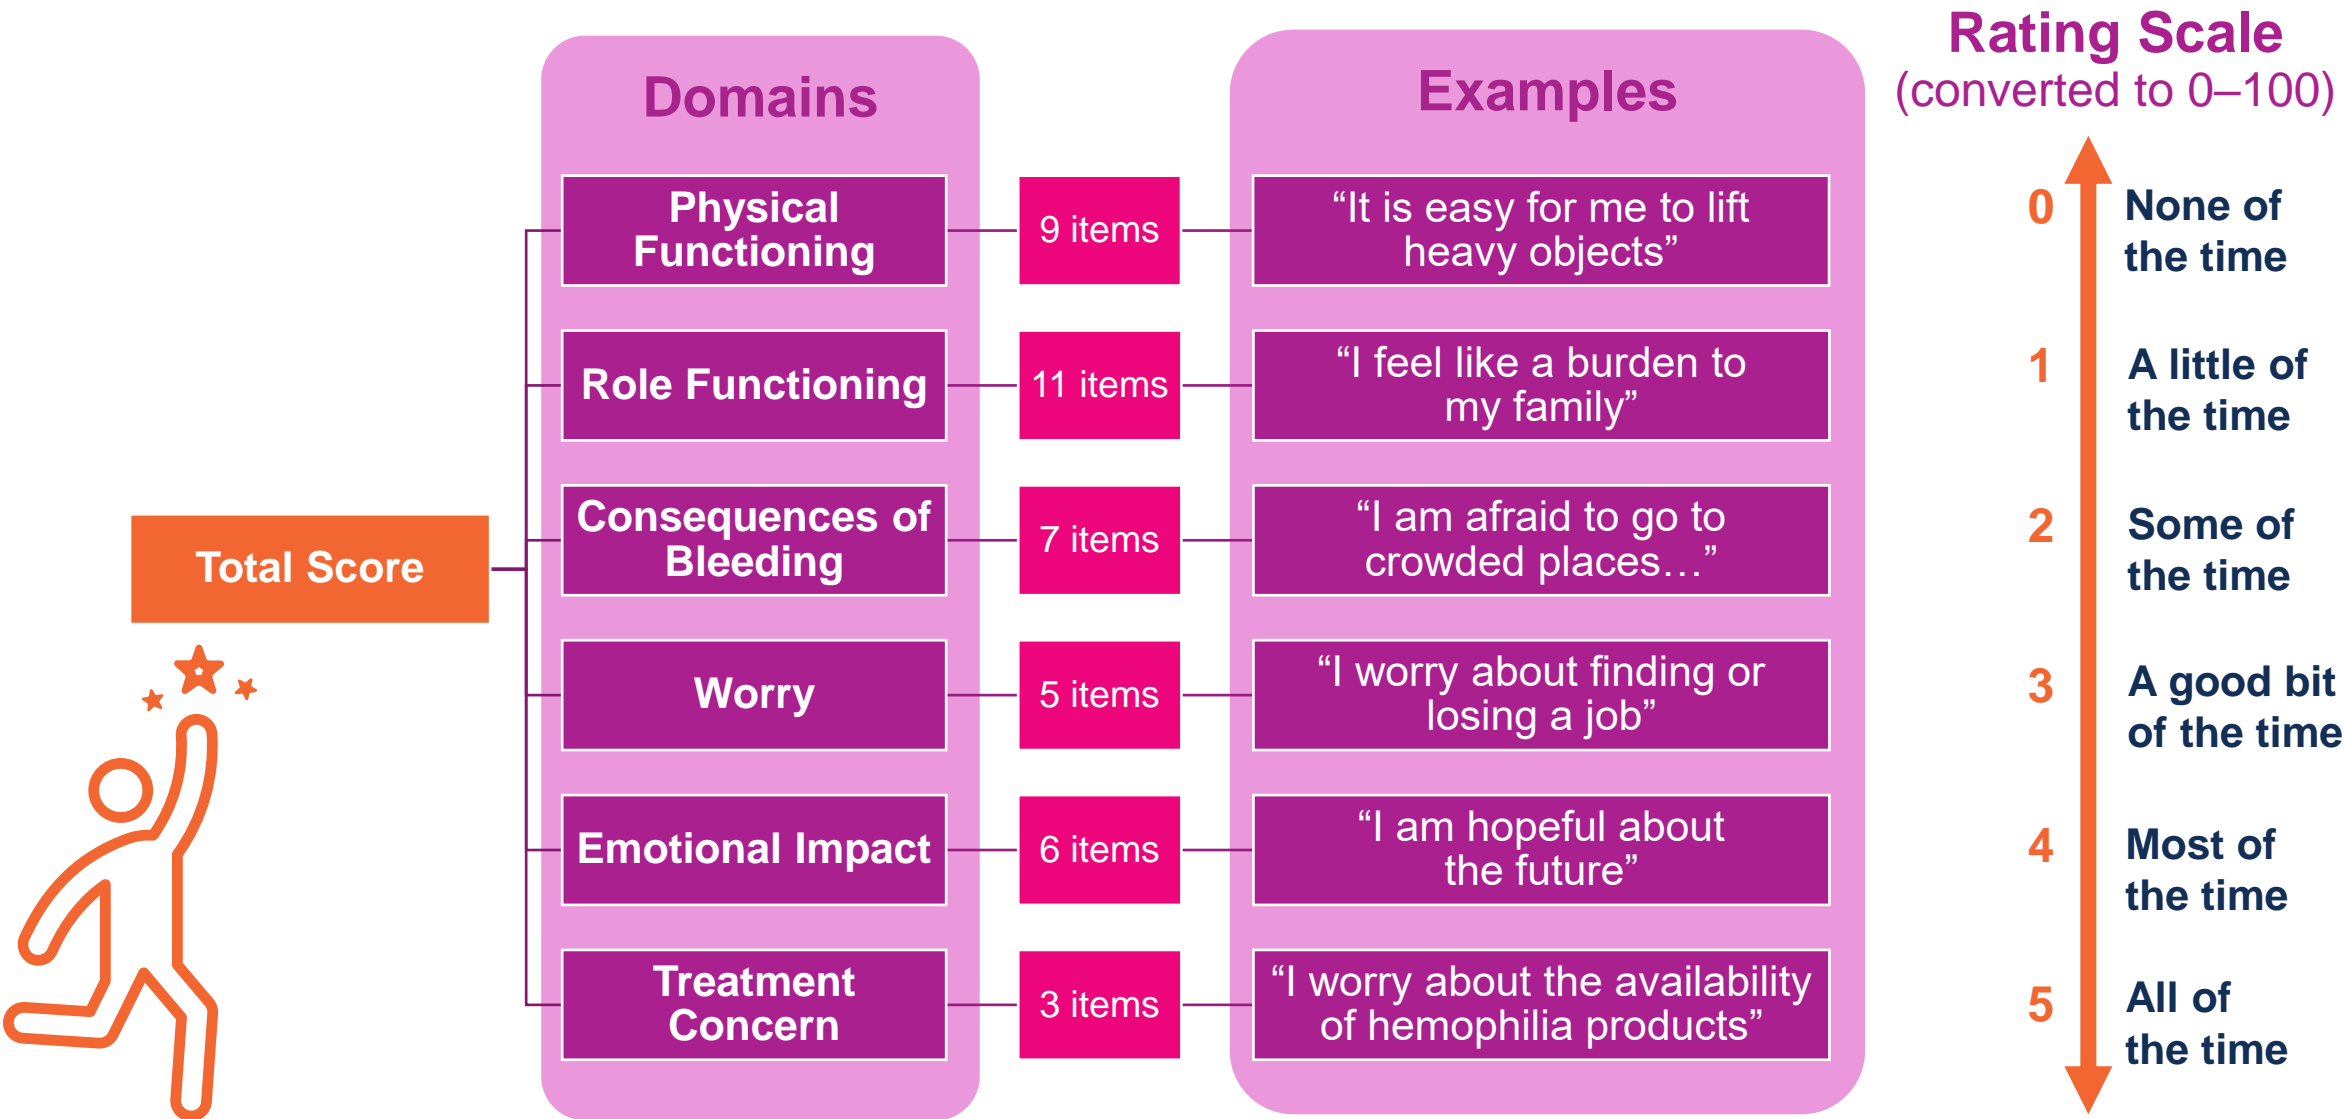 Domains
Examples
Rating Scale
(converted to 0–100)
Total Score
Physical
Functioning
9 items
“It is easy for me to lift
heavy objects”
Role Functioning
11 items
“I feel like a burden to
my family”
Consequences of
Bleeding
7 items
“I am afraid to go to
crowded places…”
Worry
5 items
“I worry about finding or
losing a job”
Emotional Impact
6 items
“I am hopeful about
the future”
Treatment
Concern
3 items
“I worry about the availability
of hemophilia products”
0
None of
the time
1
A little of
the time
2
Some of
the time
3
A good bit
of the time
4
Most of
the time
5
All of
the time